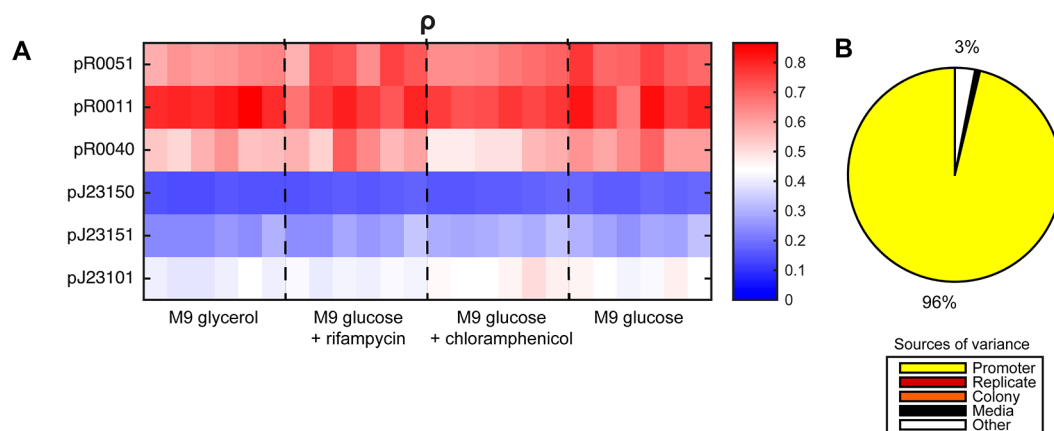 A
ρ
pR0051
pR0011
pR0040
pJ23150
pJ23151
pJ23101
M9 glycerol
M9 glucose
+ rifampycin
M9 glucose
+ chloramphenicol
M9 glucose
0.8
0.7
0.6
0.5
0.4
0.3
0.2
0.1
0
B
3%
96%
Sources of variance
Promoter
Replicate
Colony
Media
Other